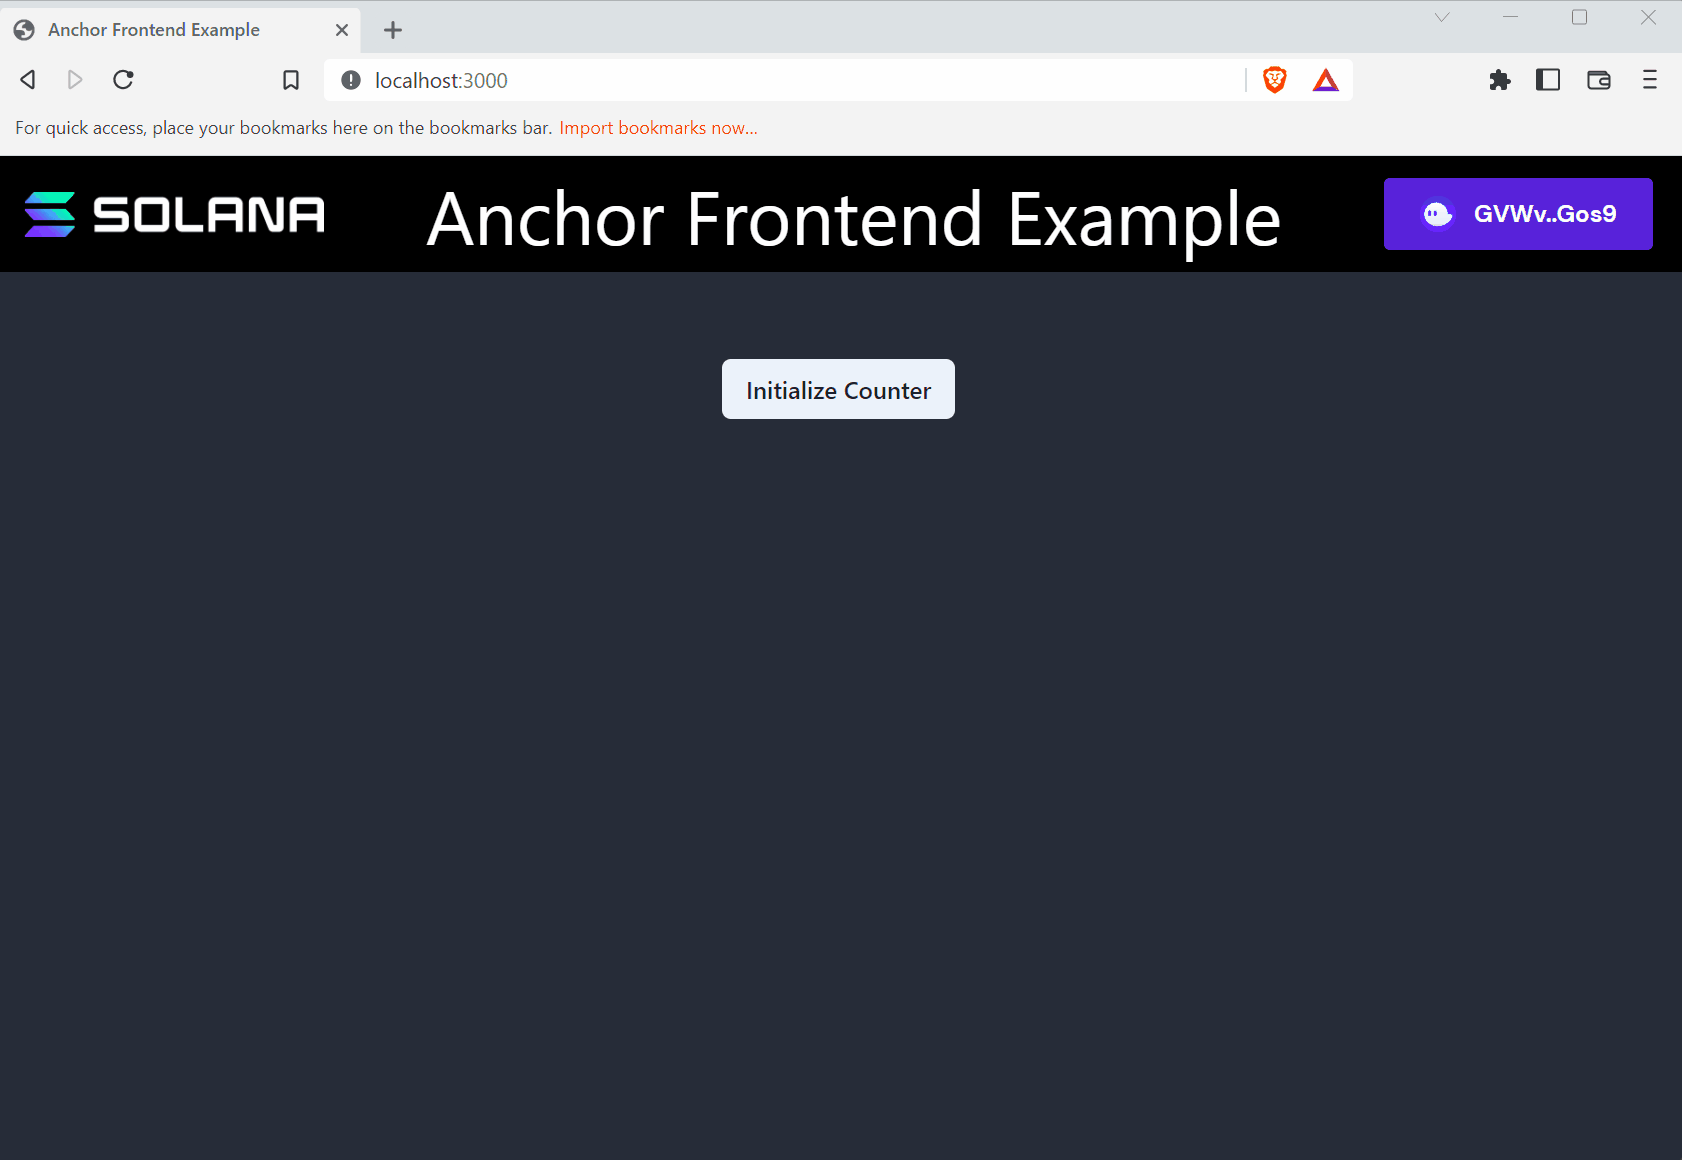 Anchor Frontend Example
localhost:3000
For quick access, place your bookmarks here on the bookmarks bar. Import bookmarks now...
SOLANA
Anchor Frontend Example
GVWv..Gos9
Initialize Counter